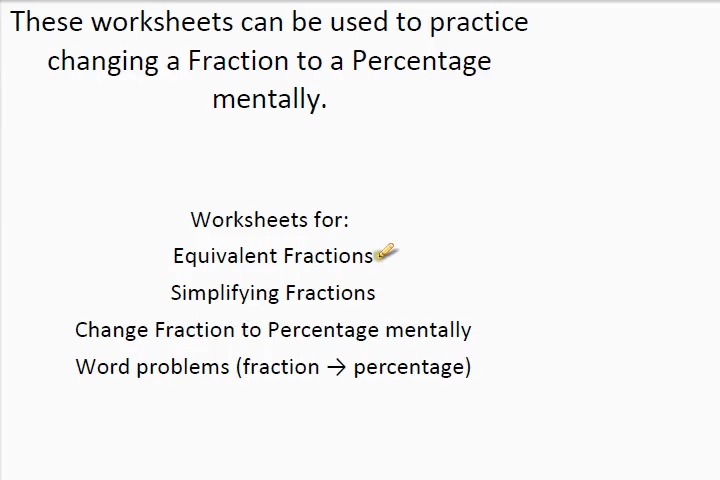 These worksheets can be used to practice
changing a Fraction to a Percentage
mentally.
Worksheets for:
Equivalent Fractions
Simplifying Fractions
Change Fraction to Percentage mentally
Word problems (fraction → percentage)